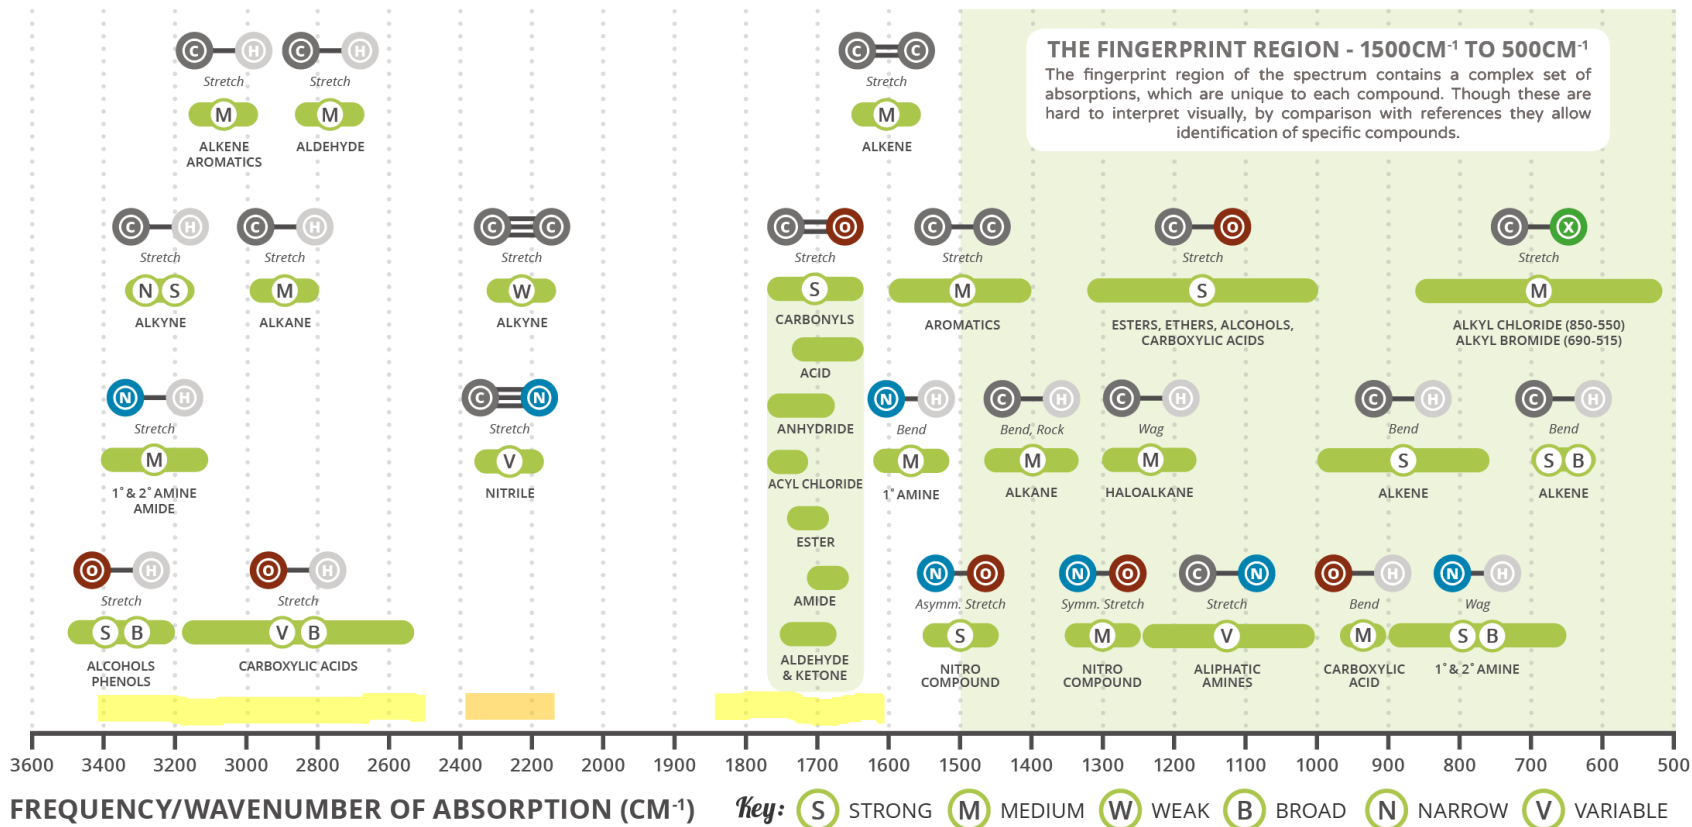 C H C H C C
THE FINGERPRINT REGION - 1500CM-1 TO 500CM-1
The fingerprint region of the spectrum contains a complex set of
absorptions, which are unique to each compound. Though these are
hard to interpret visually, by comparison with references they allow
identification of specific compounds.
Stretch Stretch Stretch
M M M
ALKENE
AROMATICS
ALDEHYDE
ALKENE
C H C H C C C O C C C O C X
Stretch Stretch Stretch Stretch Stretch Stretch Stretch
N S M W S M S M
ALKYNE
ALKANE
ALKYNE
CARBONYLS
AROMATICS
ESTERS, ETHERS, ALCOHOLS,
CARBOXYLIC ACIDS
ALKYL CHLORIDE (850-550)
ALKYL BROMIDE (690-515)
ACID
ANHYDRIDE
ACYL CHLORIDE
ESTER
AMIDE
ALDEHYDE
& KETONE
N H C N N H C H C H C H C H
Stretch Stretch Bend Bend, Rock Wag Bend Bend
M V M M M S S B
1° & 2° AMINE
AMIDE
NITRILE
1° AMINE
ALKANE
HALOALKANE
ALKENE
ALKENE
O H O H N O N O C N O H N H
Stretch Stretch Asymm. Stretch Symm. Stretch Stretch Bend Wag
S B V B S M V M S B
ALCOHOLS
PHENOLS
CARBOXYLIC ACIDS
NITRO
COMPOUND
NITRO
COMPOUND
ALIPHATIC
AMINES
CARBOXYLIC
ACID
1° & 2° AMINE
3600 3400 3200 3000 2800 2600 2400 2200 2000 1900 1800 1700 1600 1500 1400 1300 1200 1100 1000 900 800 700 600 500
FREQUENCY/WAVENUMBER OF ABSORPTION (CM-1)
Key: S STRONG M MEDIUM W WEAK B BROAD N NARROW V VARIABLE